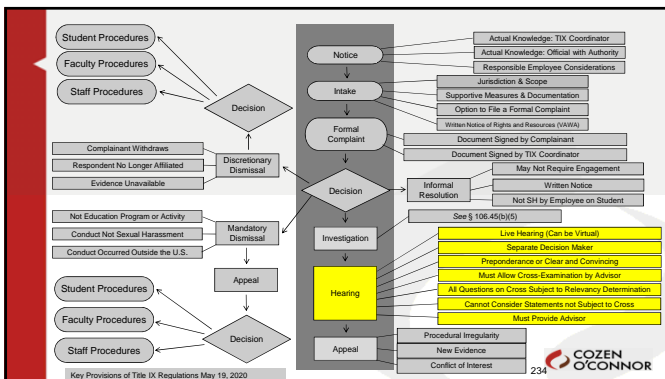 Student Procedures
Faculty Procedures
Staff Procedures
Decision
Complainant Withdraws
Respondent No Longer Affiliated
Evidence Unavailable
Discretionary
Dismissal
Not Education Program or Activity
Conduct Not Sexual Harassment
Conduct Occurred Outside the U.S.
Mandatory
Dismissal
Appeal
Student Procedures
Faculty Procedures
Staff Procedures
Decision
Key Provisions of Title IX Regulations May 19, 2020
Notice
Intake
Formal
Complaint
Decision
Investigation
Hearing
Appeal
Actual Knowledge: TIX Coordinator
Actual Knowledge: Official with Authority
Responsible Employee Considerations
Jurisdiction & Scope
Supportive Measures & Documentation
Option to File a Formal Complaint
Written Notice of Rights and Resources (VAWA)
Document Signed by Complainant
Document Signed by TIX Coordinator
Informal
Resolution
May Not Require Engagement
Written Notice
Not SH by Employee on Student
See § 106.45(b)(5)
Live Hearing (Can be Virtual)
Separate Decision Maker
Preponderance or Clear and Convincing
Must Allow Cross-Examination by Advisor
All Questions on Cross Subject to Relevancy Determination
Cannot Consider Statements not Subject to Cross
Must Provide Advisor
Procedural Irregularity
New Evidence
Conflict of Interest
234
COZEN
O'CONNOR